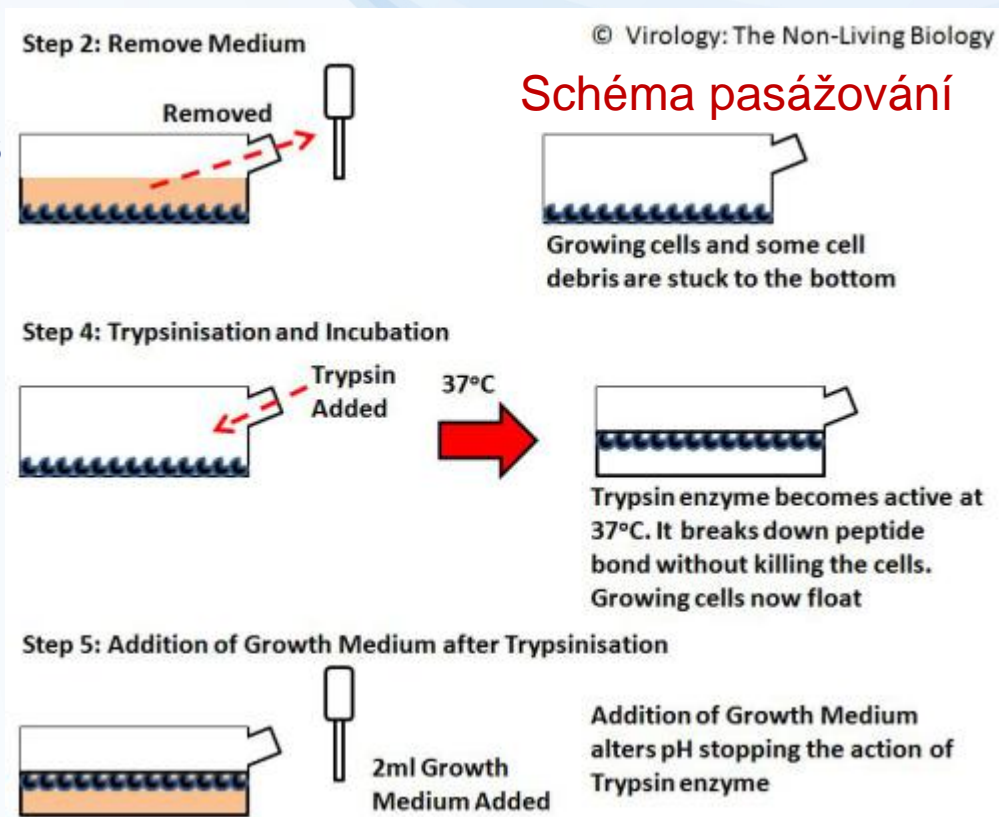 Step 2: Remove Medium
© Virology: The Non-Living Biology
Schéma pasážování
Removed
Growing cells and some cell
debris are stuck to the bottom
Step 4: Trypsinisation and Incubation
Trypsin
Added
37°C
Trypsin enzyme becomes active at
37°C. It breaks down peptide
bond without killing the cells.
Growing cells now float
Step 5: Addition of Growth Medium after Trypsinisation
2ml Growth
Medium Added
Addition of Growth Medium
alters pH stopping the action of
Trypsin enzyme